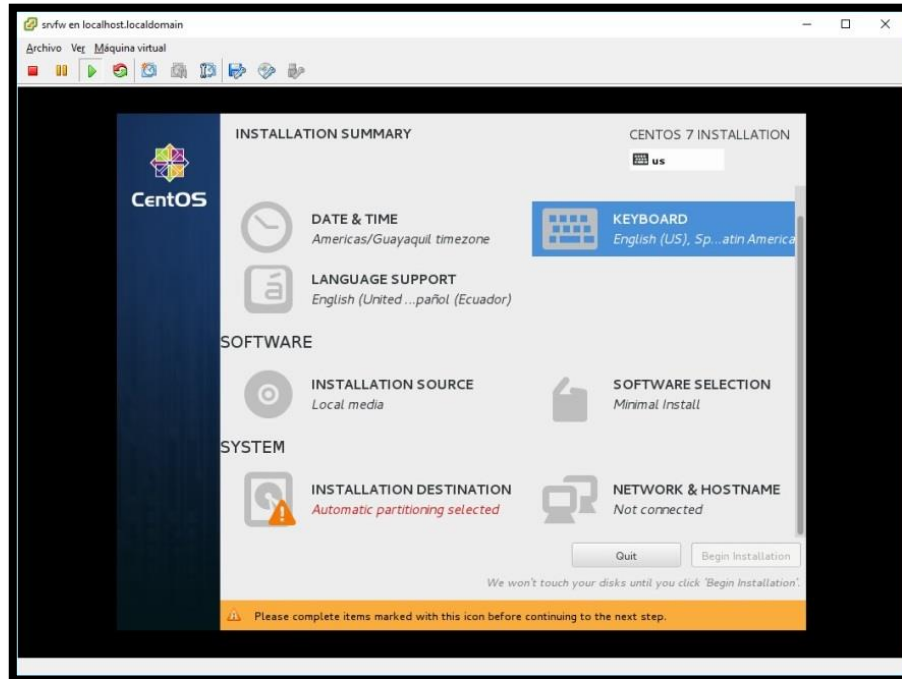 srvfw en localhost.localdomain
Archivo Ver Máquina virtual
INSTALLATION SUMMARY
CENTOS 7 INSTALLATION
us
CentOS
DATE & TIME
Americas/Guayaquil timezone
KEYBOARD
English (US), Sp...atin America
LANGUAGE SUPPORT
English (United ...pañol (Ecuador)
SOFTWARE
INSTALLATION SOURCE
Local media
SOFTWARE SELECTION
Minimal Install
SYSTEM
INSTALLATION DESTINATION
Automatic partitioning selected
NETWORK & HOSTNAME
Not connected
Quit
Begin Installation
We won't touch your disks until you click 'Begin Installation'.
Please complete items marked with this icon before continuing to the next step.